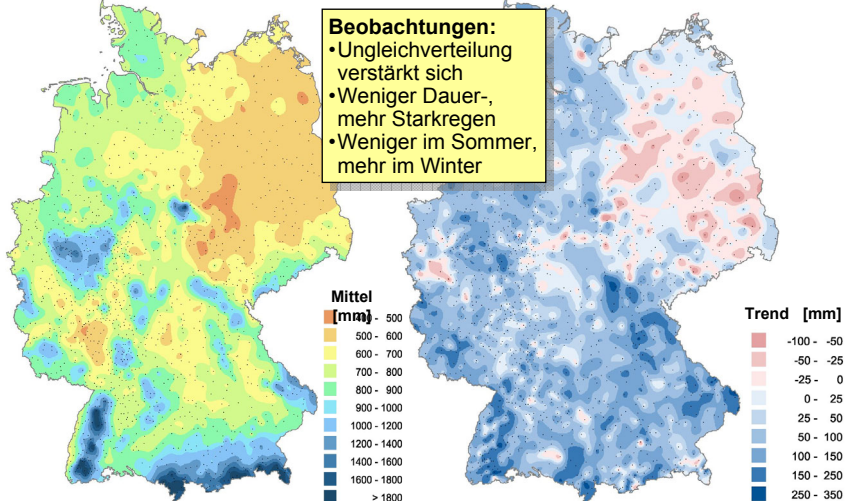 Beobachtungen:
•Ungleichverteilung
verstärkt sich
•Weniger Dauer-,
mehr Starkregen
•Weniger im Sommer,
mehr im Winter
Mittel
[mm]
400 - 500
500 - 600
600 - 700
700 - 800
800 - 900
900 - 1000
1000 - 1200
1200 - 1400
1400 - 1600
1600 - 1800
> 1800
Trend [mm]
-100 - -50
-50 - -25
-25 - 0
0 - 25
25 - 50
50 - 100
100 - 150
150 - 250
250 - 350